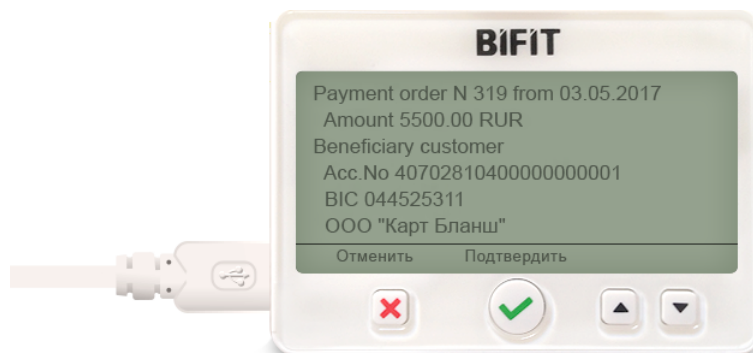 BIFIT
Payment order N 319 from 03.05.2017
Amount 5500.00 RUR
Beneficiary customer
Acc.No 40702810400000000001
BIC 044525311
ООО "Карт Бланш"
Отменить Подтвердить